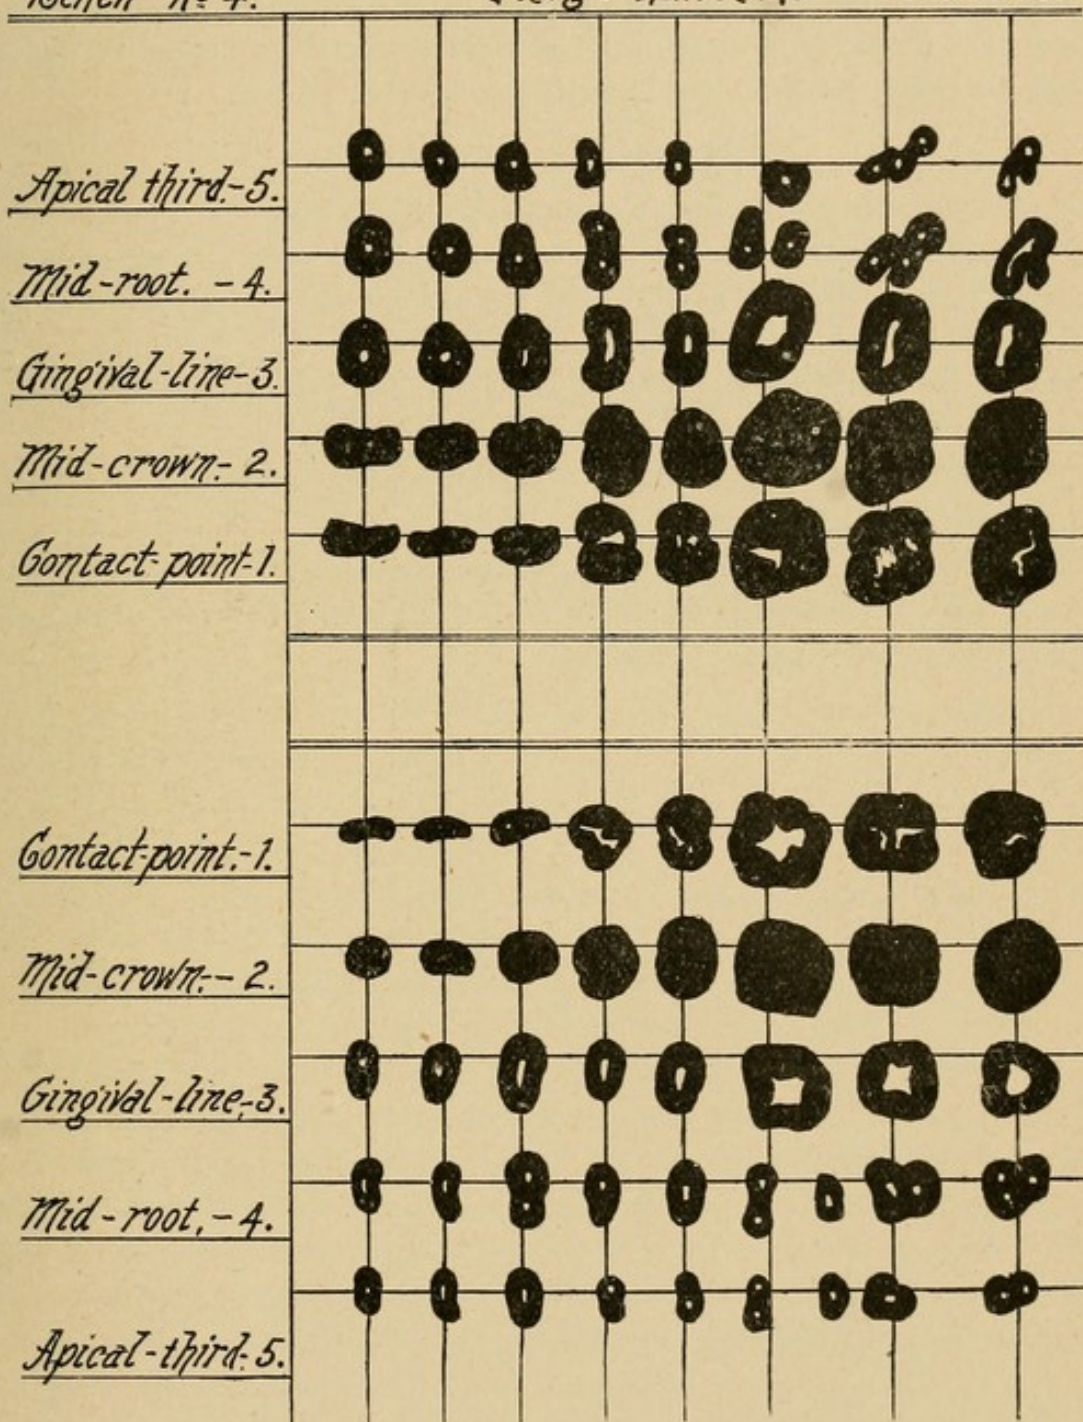 Apical third.-5.
Mid-root. -4.
Gingival-line-3.
Mid-crown.- 2.
Contact-point-1.
Contact-point.-1.
Mid-crown.-- 2.
Gingival-line,-3.
Mid-root,-4.
Apical-third.-5.